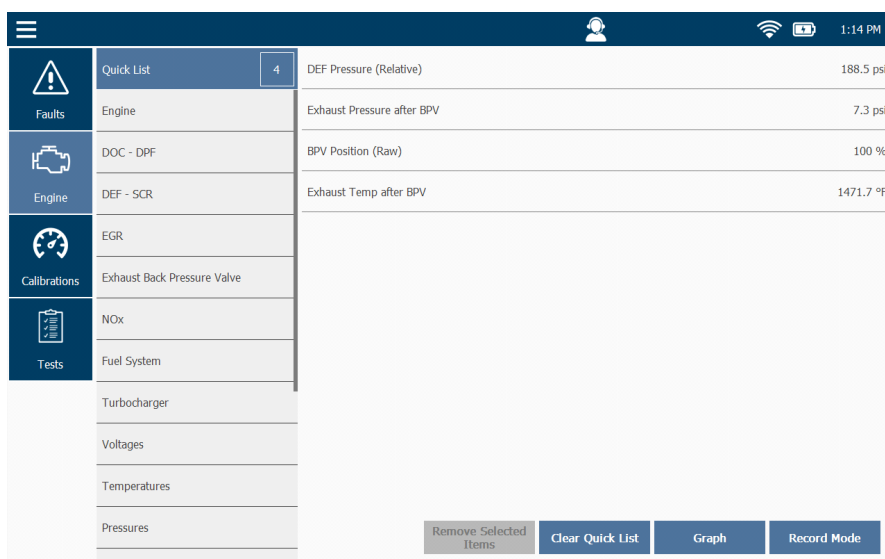 1:14 PM
Faults
Engine
Calibrations
Tests
Quick List 4
Engine
DOC - DPF
DEF - SCR
EGR
Exhaust Back Pressure Valve
NOx
Fuel System
Turbocharger
Voltages
Temperatures
Pressures
DEF Pressure (Relative) 188.5 psi
Exhaust Pressure after BPV 7.3 psi
BPV Position (Raw) 100 %
Exhaust Temp after BPV 1471.7 °F
Remove Selected
Items
Clear Quick List
Graph
Record Mode